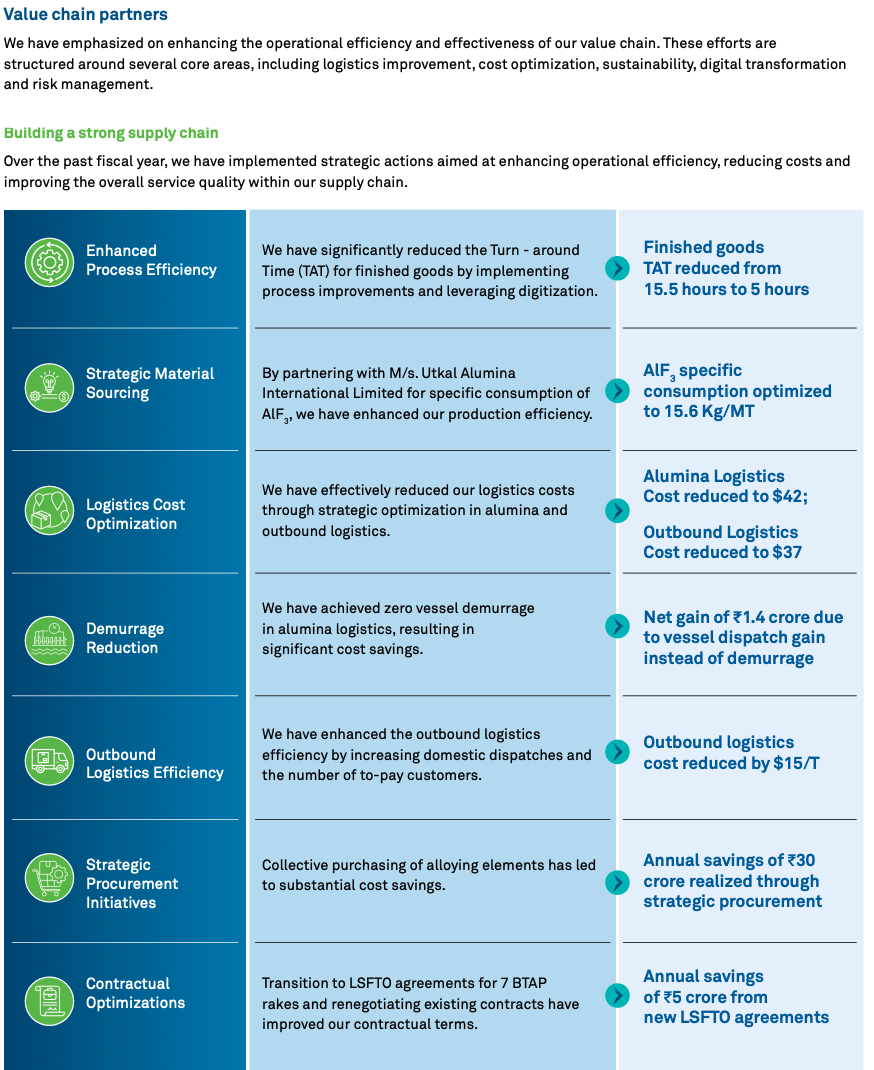 Value chain partners
We have emphasized on enhancing the operational efficiency and effectiveness of our value chain. These efforts are
structured around several core areas, including logistics improvement, cost optimization, sustainability, digital transformation
and risk management.
Building a strong supply chain
Over the past fiscal year, we have implemented strategic actions aimed at enhancing operational efficiency, reducing costs and
improving the overall service quality within our supply chain.
Enhanced
Process Efficiency
We have significantly reduced the Turn - around
Time (TAT) for finished goods by implementing
process improvements and leveraging digitization.
Finished goods
TAT reduced from
15.5 hours to 5 hours
Strategic Material
Sourcing
By partnering with M/s. Utkal Alumina
International Limited for specific consumption of
AlF₃, we have enhanced our production efficiency.
AlF₃ specific
consumption optimized
to 15.6 Kg/MT
Logistics Cost
Optimization
We have effectively reduced our logistics costs
through strategic optimization in alumina and
outbound logistics.
Alumina Logistics
Cost reduced to $42;
Outbound Logistics
Cost reduced to $37
Demurrage
Reduction
We have achieved zero vessel demurrage
in alumina logistics, resulting in
significant cost savings.
Net gain of ₹1.4 crore due
to vessel dispatch gain
instead of demurrage
Outbound
Logistics Efficiency
We have enhanced the outbound logistics
efficiency by increasing domestic dispatches and
the number of to-pay customers.
Outbound logistics
cost reduced by $15/T
Strategic
Procurement
Initiatives
Collective purchasing of alloying elements has led
to substantial cost savings.
Annual savings of ₹30
crore realized through
strategic procurement
Contractual
Optimizations
Transition to LSFTO agreements for 7 BTAP
rakes and renegotiating existing contracts have
improved our contractual terms.
Annual savings
of ₹5 crore from
new LSFTO agreements